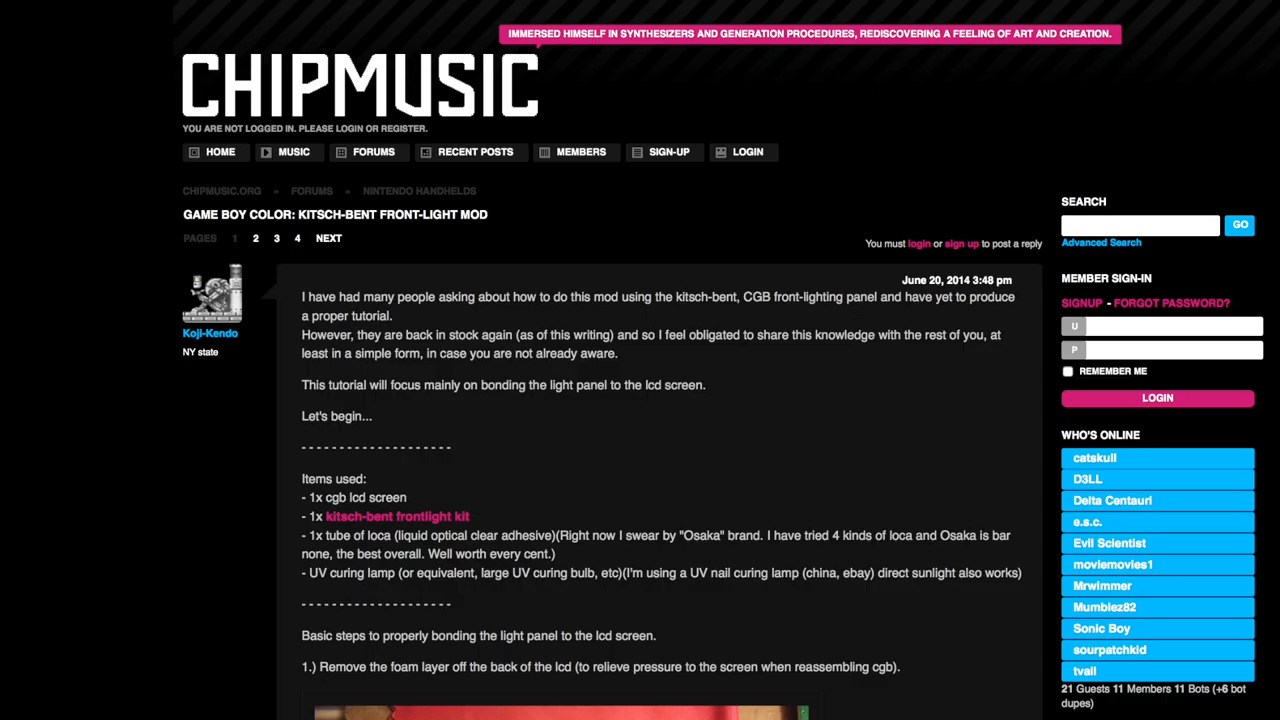 IMMERSED HIMSELF IN SYNTHESIZERS AND GENERATION PROCEDURES, REDISCOVERING A FEELING OF ART AND CREATION.
CHIPMUSIC
YOU ARE NOT LOGGED IN. PLEASE LOGIN OR REGISTER.
HOME MUSIC FORUMS RECENT POSTS MEMBERS SIGN-UP LOGIN
CHIPMUSIC.ORG » FORUMS » NINTENDO HANDHELDS
GAME BOY COLOR: KITSCH-BENT FRONT-LIGHT MOD
PAGES 1 2 3 4 NEXT
You must login or sign up to post a reply
Koji-Kendo
NY state
June 20, 2014 3:48 pm
I have had many people asking about how to do this mod using the kitsch-bent, CGB front-lighting panel and have yet to produce
a proper tutorial.
However, they are back in stock again (as of this writing) and so I feel obligated to share this knowledge with the rest of you, at
least in a simple form, in case you are not already aware.
This tutorial will focus mainly on bonding the light panel to the lcd screen.
Let's begin...
- - - - - - - - - - - - - - - - - - -
Items used:
- 1x cgb lcd screen
- 1x kitsch-bent frontlight kit
- 1x tube of loca (liquid optical clear adhesive)(Right now I swear by "Osaka" brand. I have tried 4 kinds of loca and Osaka is bar
none, the best overall. Well worth every cent.)
- UV curing lamp (or equivalent, large UV curing bulb, etc)(I'm using a UV nail curing lamp (china, ebay) direct sunlight also works)
- - - - - - - - - - - - - - - - - - -
Basic steps to properly bonding the light panel to the lcd screen.
1.) Remove the foam layer off the back of the lcd (to relieve pressure to the screen when reassembling cgb).
SEARCH
GO
Advanced Search
MEMBER SIGN-IN
SIGNUP - FORGOT PASSWORD?
U
P
REMEMBER ME
LOGIN
WHO'S ONLINE
catskull
D3LL
Delta Centauri
e.s.c.
Evil Scientist
moviemovies1
Mrwimmer
Mumblez82
Sonic Boy
sourpatchkid
tvail
21 Guests 11 Members 11 Bots (+6 bot
dupes)